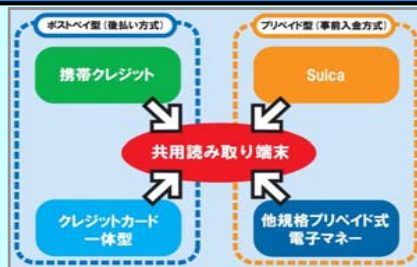 ポストペイ型(後払い方式)
プリペイド型(事前入金方式)
携帯クレジット
Suica
共用読み取り端末
クレジットカード
一体型
他規格プリペイド式
電子マネー